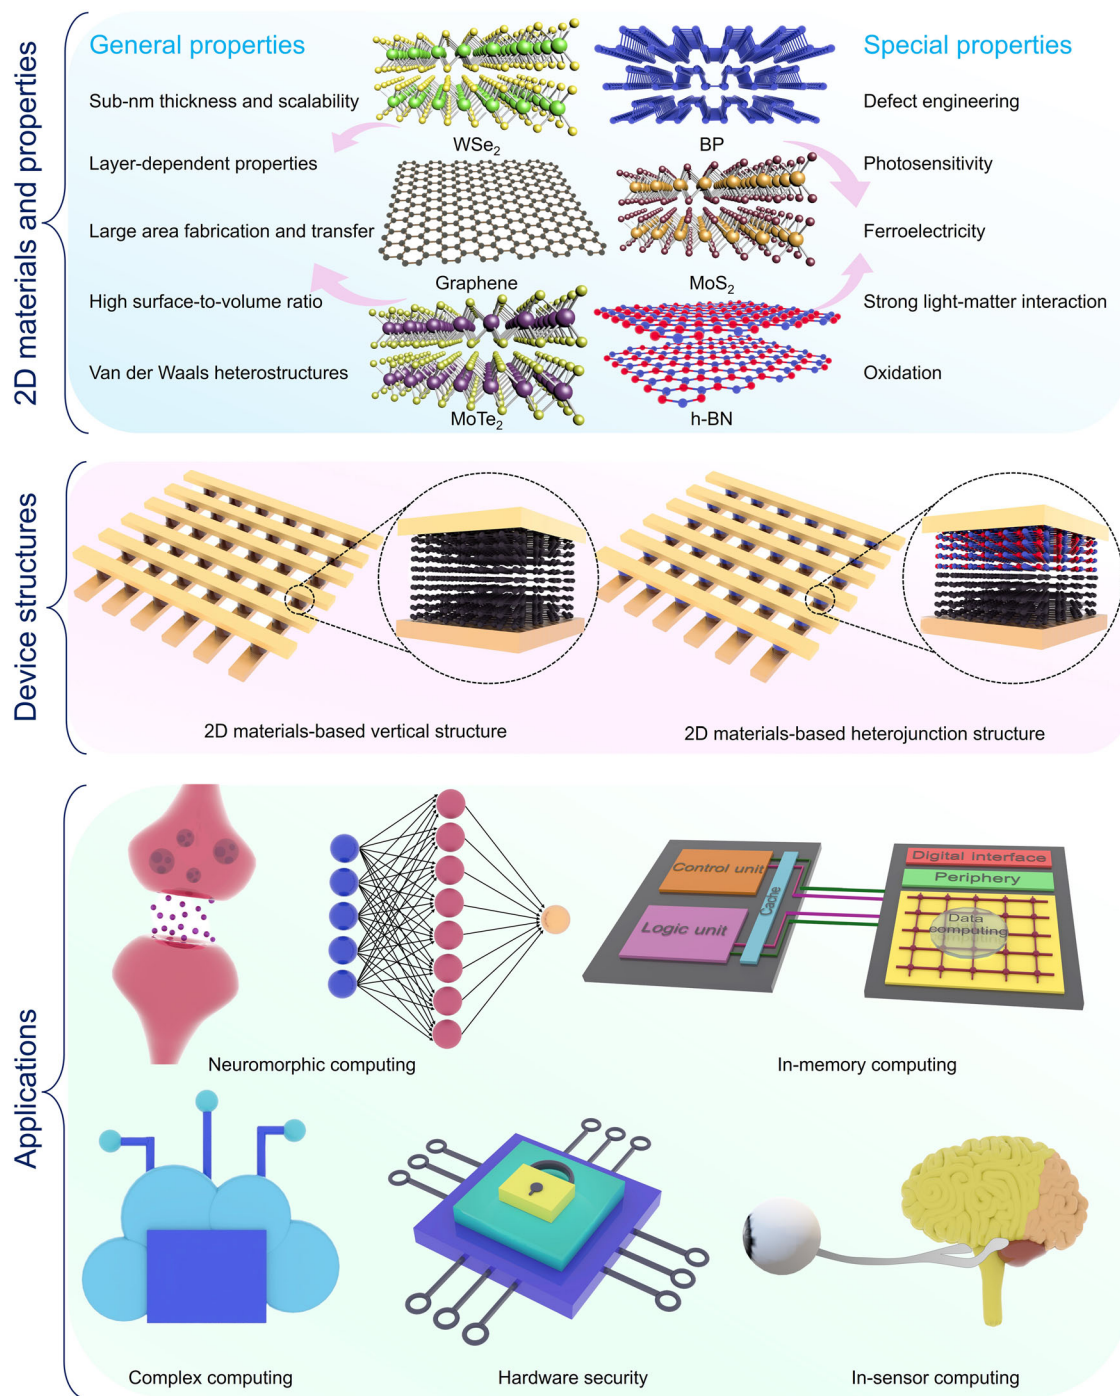 2D materials and properties
General properties
Sub-nm thickness and scalability
Layer-dependent properties
Large area fabrication and transfer
High surface-to-volume ratio
Van der Waals heterostructures
WSe₂
BP
Graphene
MoS₂
MoTe₂
h-BN
Special properties
Defect engineering
Photosensitivity
Ferroelectricity
Strong light-matter interaction
Oxidation
Device structures
2D materials-based vertical structure
2D materials-based heterojunction structure
Applications
Neuromorphic computing
Control unit
Logic unit
Cache
Digital Interface
Periphery
Data
computing
In-memory computing
Complex computing
Hardware security
In-sensor computing